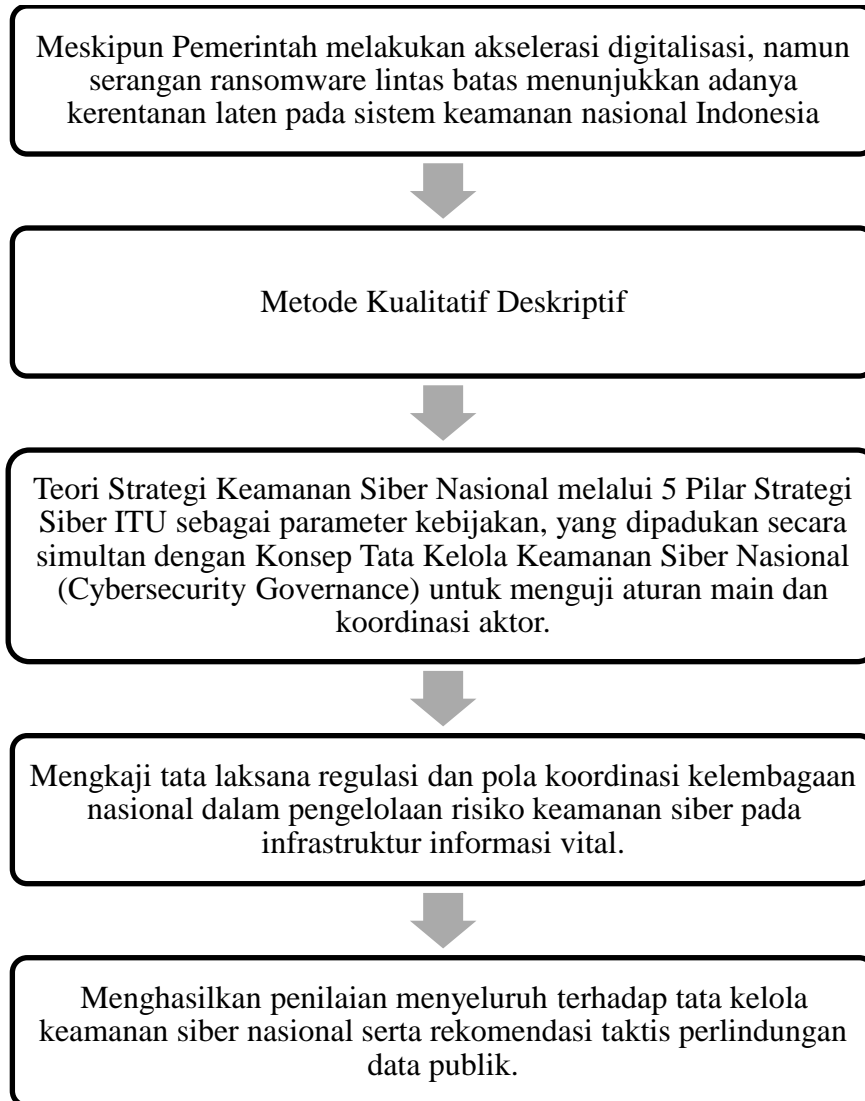 Meskipun Pemerintah melakukan akselerasi digitalisasi, namun
serangan ransomware lintas batas menunjukkan adanya
kerentanan laten pada sistem keamanan nasional Indonesia
Metode Kualitatif Deskriptif
Teori Strategi Keamanan Siber Nasional melalui 5 Pilar Strategi
Siber ITU sebagai parameter kebijakan, yang dipadukan secara
simultan dengan Konsep Tata Kelola Keamanan Siber Nasional
(Cybersecurity Governance) untuk menguji aturan main dan
koordinasi aktor.
Mengkaji tata laksana regulasi dan pola koordinasi kelembagaan
nasional dalam pengelolaan risiko keamanan siber pada
infrastruktur informasi vital.
Menghasilkan penilaian menyeluruh terhadap tata kelola
keamanan siber nasional serta rekomendasi taktis perlindungan
data publik.